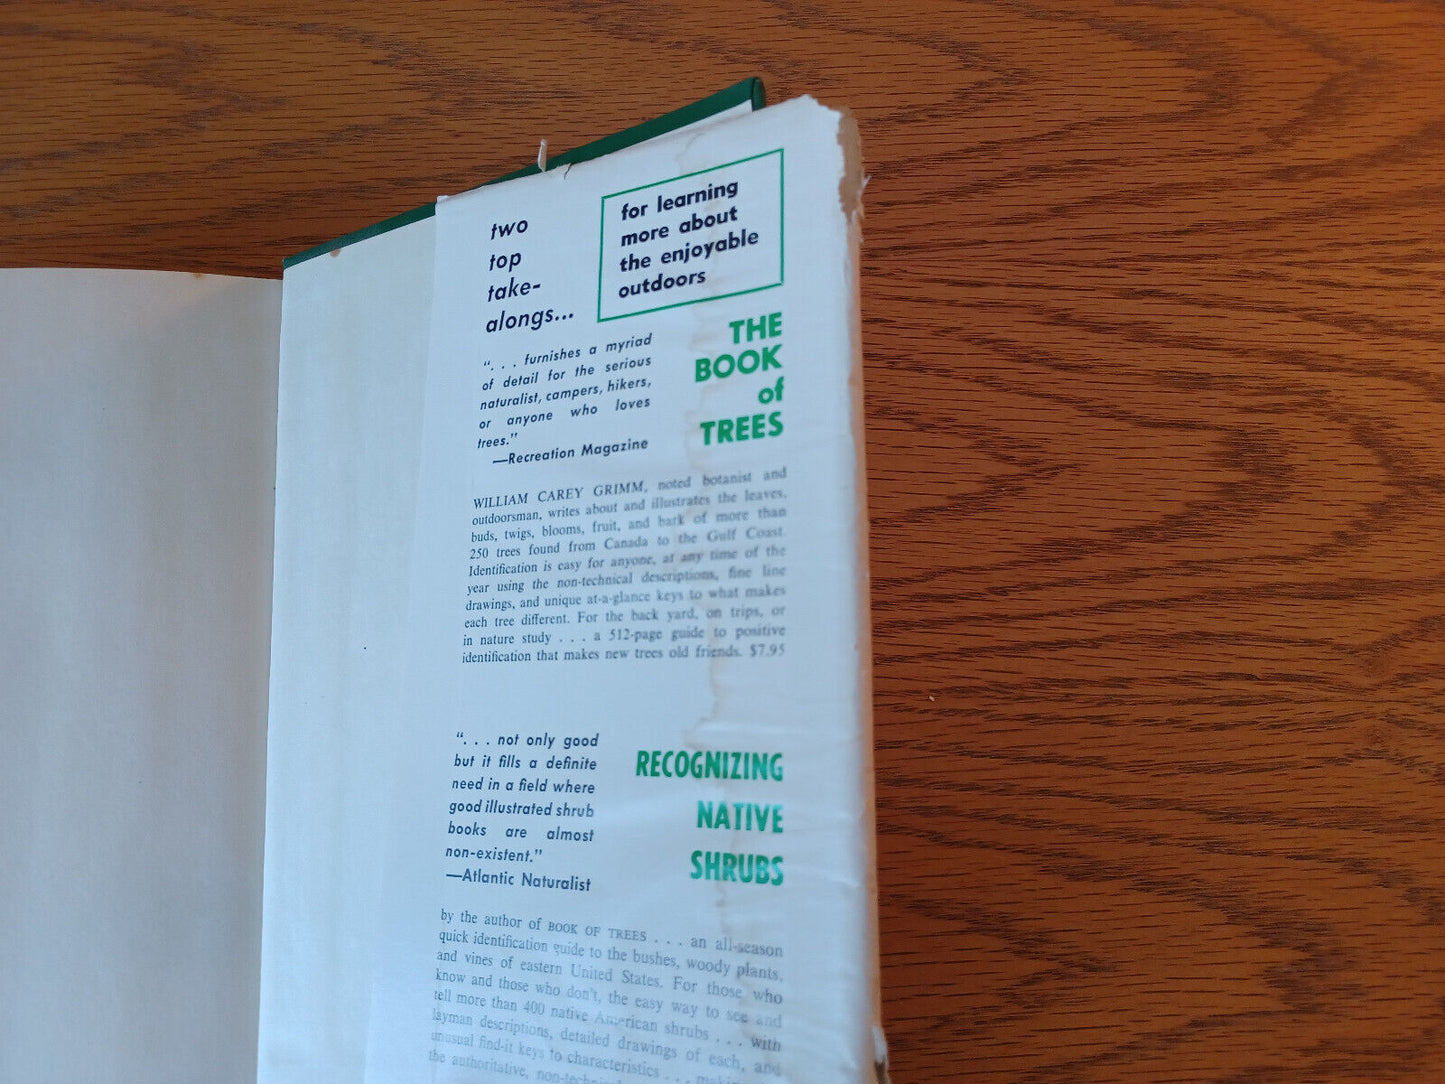 two
top
take-
alongs...
for learning
more about
the enjoyable
outdoors
". . . furnishes a myriad
of detail for the serious
naturalist, campers, hikers,
or anyone who loves
trees."
—Recreation Magazine
THE
BOOK
of
TREES
WILLIAM CAREY GRIMM, noted botanist and
outdoorsman, writes about and illustrates the leaves,
buds, twigs, blooms, fruit, and bark of more than
250 trees found from Canada to the Gulf Coast.
Identification is easy for anyone, at any time of the
year using the non-technical descriptions, fine line
drawings, and unique at-a-glance keys to what makes
each tree different. For the back yard, on trips, or
in nature study . . . a 512-page guide to positive
identification that makes new trees old friends. $7.95
". . . not only good
but it fills a definite
need in a field where
good illustrated shrub
books are almost
non-existent."
—Atlantic Naturalist
RECOGNIZING
NATIVE
SHRUBS
by the author of BOOK OF TREES . . . an all-season
quick identification guide to the bushes, woody plants,
and vines of eastern United States. For those who
know and those who don't, the easy way to see and
tell more than 400 native American shrubs . . . with
layman descriptions, detailed drawings of each, and
unusual find-it keys to characteristics . . .
the authoritative,